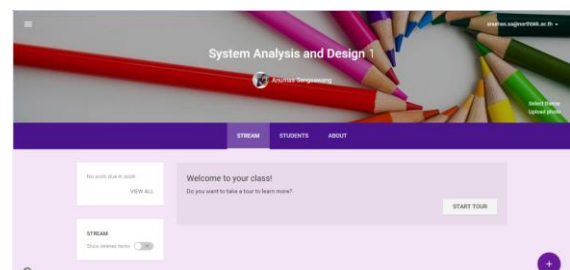 System Analysis and Design 1
Select theme
Upload photo
STREAM
STUDENTS
ABOUT
No work due in soon
VIEW ALL
Welcome to your class!
Do you want to take a tour to learn more?
START TOUR
STREAM
Show deleted items